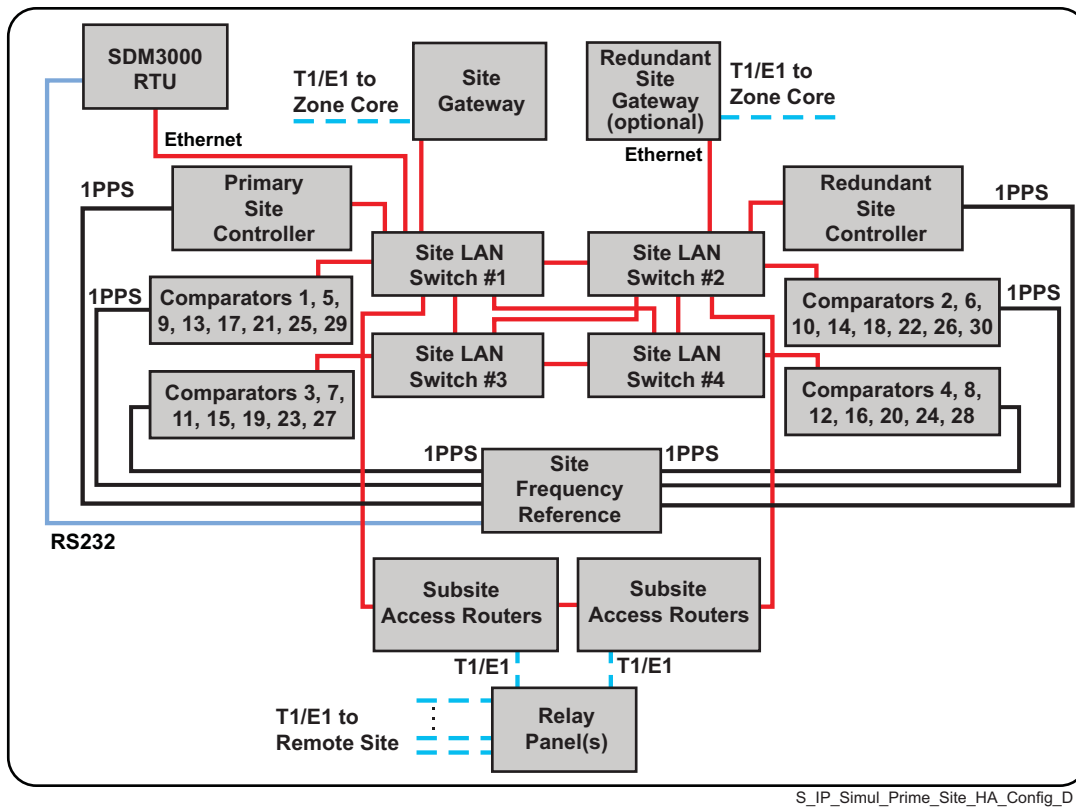 SDM3000
RTU
T1/E1 to
Zone Core
Site
Gateway
Redundant
Site
Gateway
(optional)
T1/E1 to
Zone Core
Ethernet
Ethernet
1PPS
Primary
Site
Controller
Redundant
Site
Controller
1PPS
Site LAN
Switch #1
Site LAN
Switch #2
1PPS
Comparators 1, 5,
9, 13, 17, 21, 25, 29
Comparators 2, 6,
10, 14, 18, 22, 26, 30
1PPS
Site LAN
Switch #3
Site LAN
Switch #4
Comparators 3, 7,
11, 15, 19, 23, 27
Comparators 4, 8,
12, 16, 20, 24, 28
1PPS
Site
Frequency
Reference
1PPS
RS232
Subsite
Access Routers
Subsite
Access Routers
T1/E1
T1/E1
T1/E1 to
Remote Site
Relay
Panel(s)
S_IP_Simul_Prime_Site_HA_Config_D